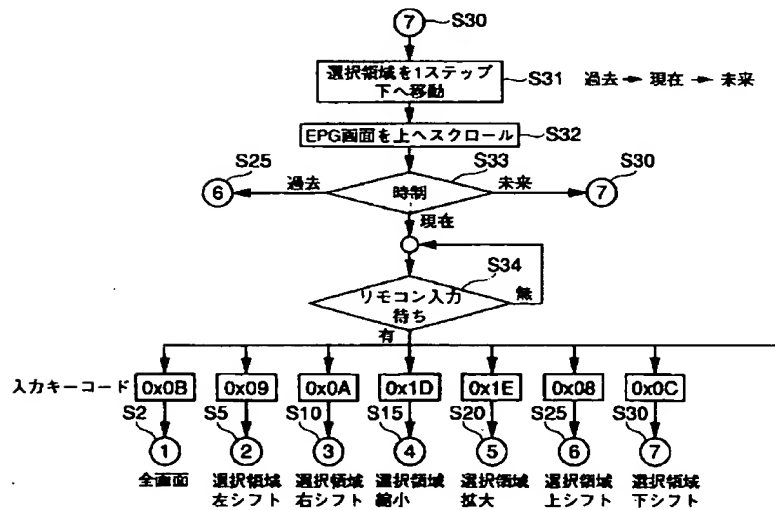 7 S30
選択領域を1ステップ
下へ移動
S31 過去 → 現在 → 未来
EPG画面を上へスクロール
S32
S25 S33 S30
6 過去 時制 未来 7
現在
S34
リモコン入力
待ち
無
有
入力キーコード 0x0B 0x09 0x0A 0x1D 0x1E 0x08 0x0C
S2 S5 S10 S15 S20 S25 S30
1 2 3 4 5 6 7
全画面 選択領域 選択領域 選択領域 選択領域 選択領域 選択領域
左シフト 右シフト 縮小 拡大 上シフト 下シフト